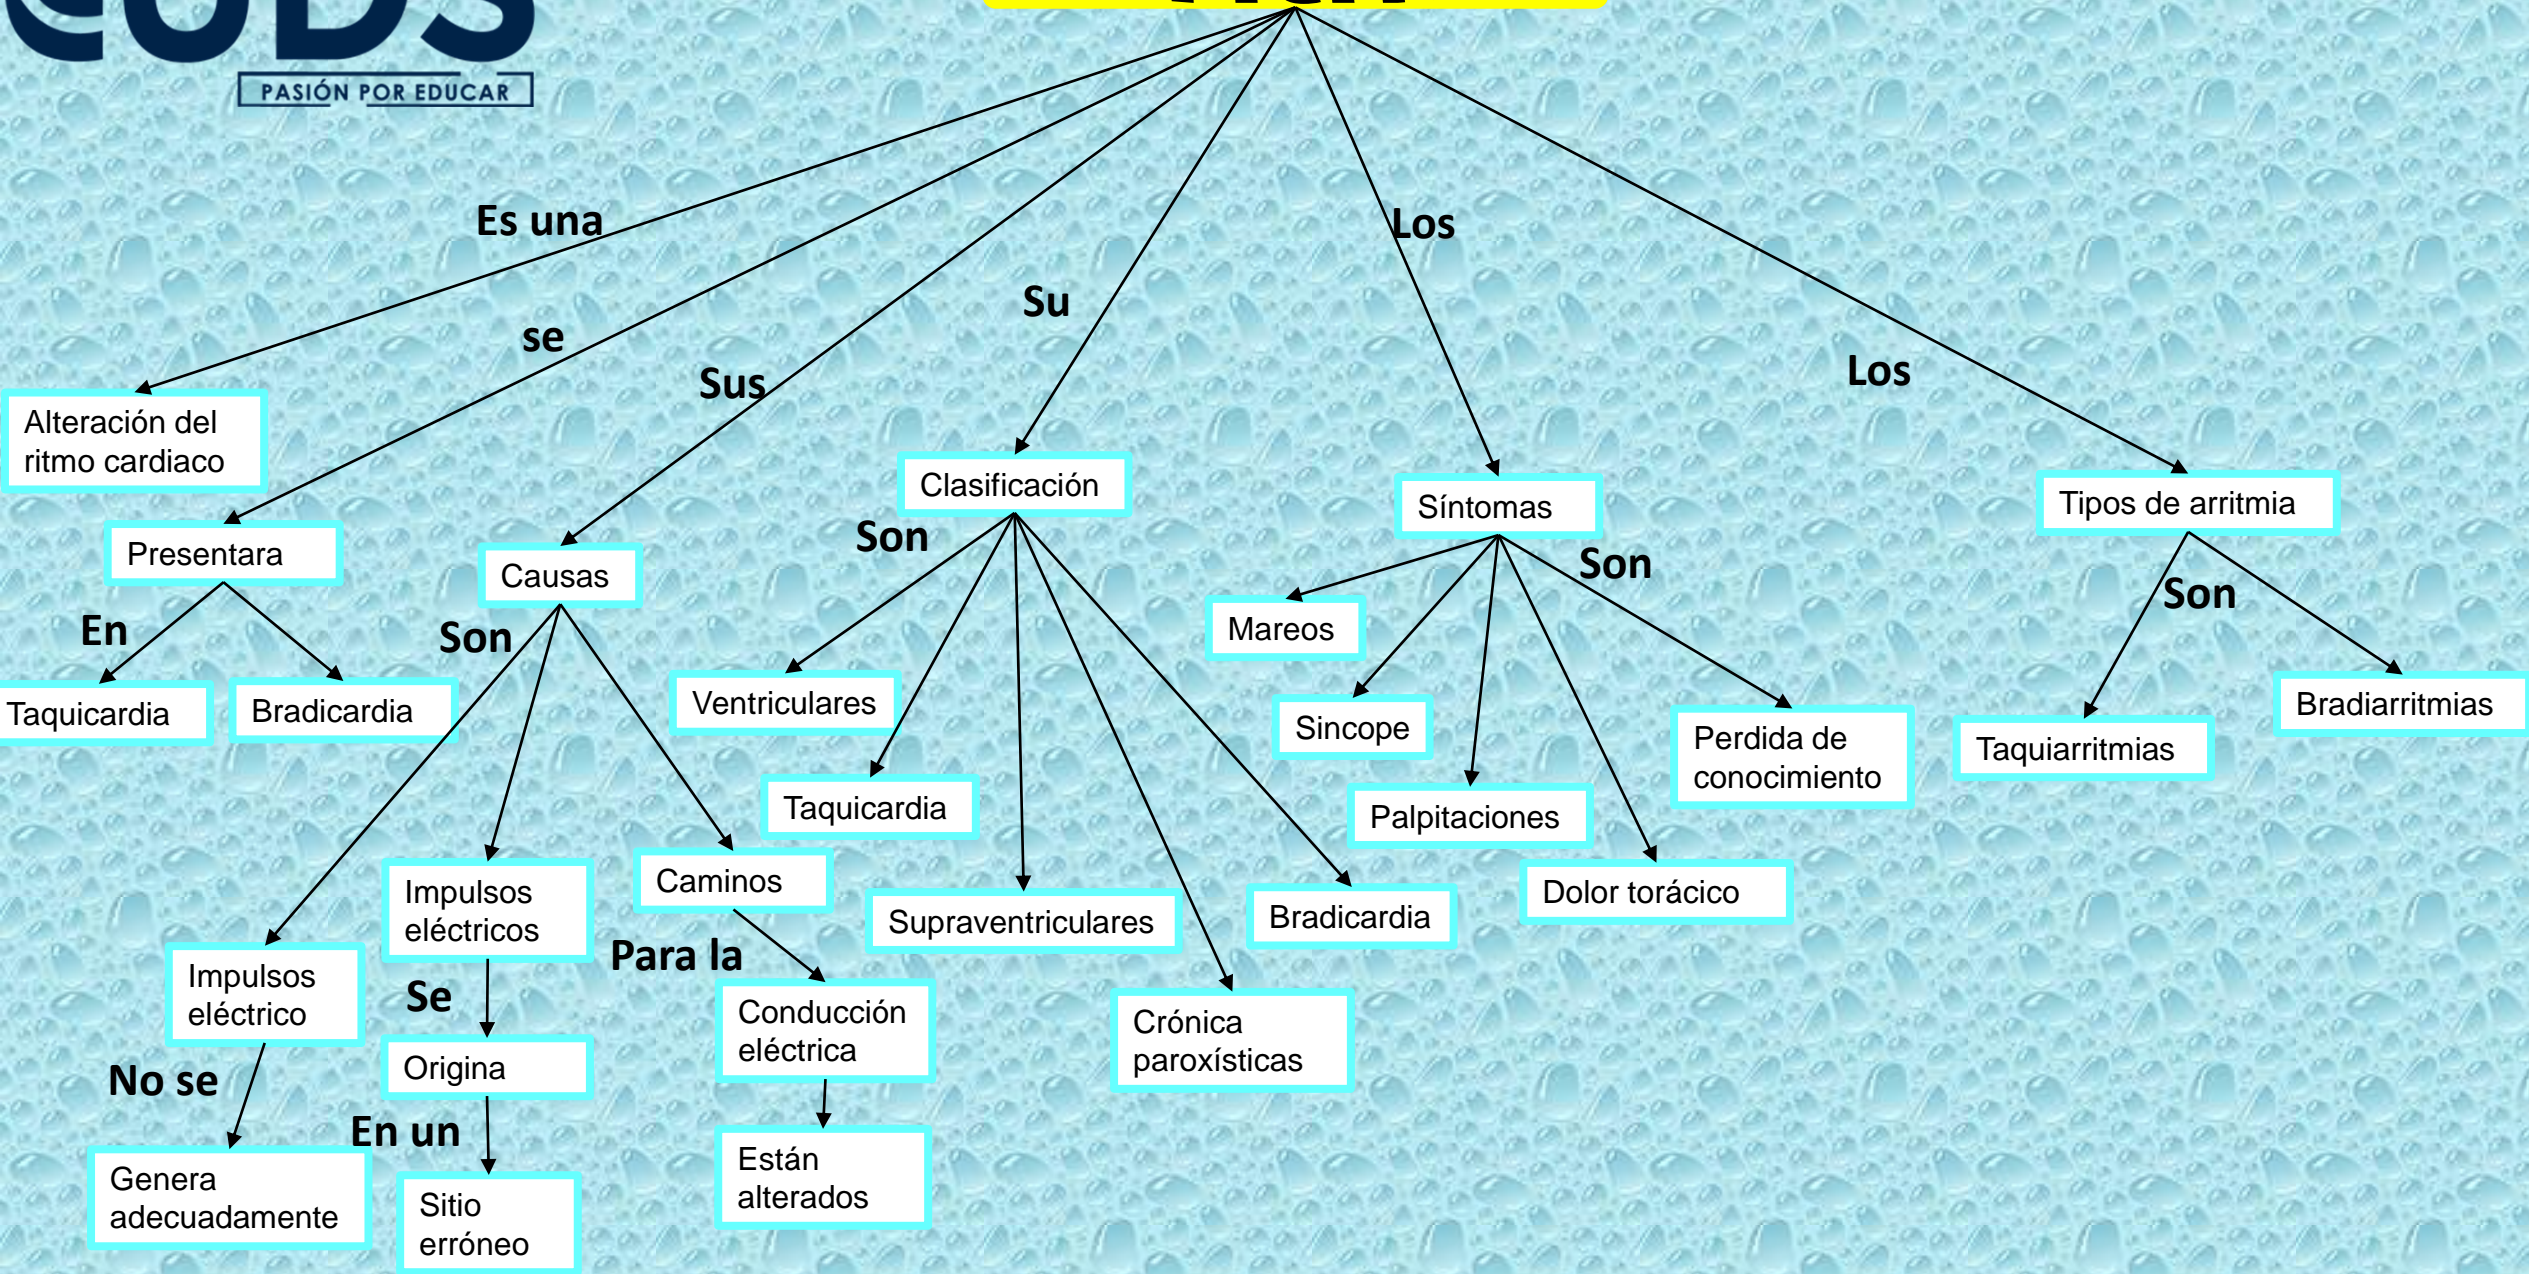 PASIÓN POR EDUCAR
Es una
se
Sus
Su
Los
Los
Alteración del
ritmo cardiaco
Presentara
En
Taquicardia
Bradicardia
Causas
Son
Impulsos
eléctrico
No se
Genera
adecuadamente
Impulsos
eléctricos
Se
Origina
En un
Sitio
erróneo
Caminos
Para la
Conducción
eléctrica
Están
alterados
Clasificación
Son
Ventriculares
Taquicardia
Supraventriculares
Crónica
paroxísticas
Bradicardia
Síntomas
Son
Mareos
Sincope
Palpitaciones
Dolor torácico
Perdida de
conocimiento
Tipos de arritmia
Son
Taquiarritmias
Bradiarritmias